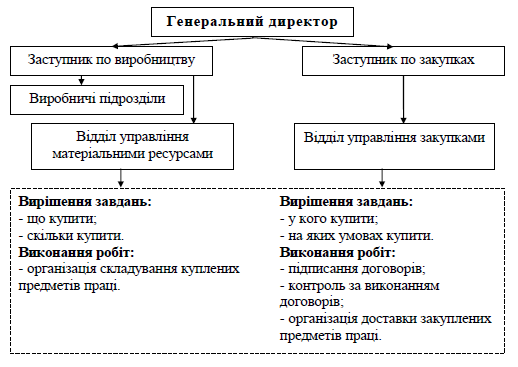 Генеральний директор
Заступник по виробництву
Заступник по закупках
Виробничі підрозділи
Відділ управління
матеріальними ресурсами
Відділ управління закупками
Вирішення завдань:
- що купити;
- скільки купити.
Виконання робіт:
- організація складування куплених
предметів праці.
Вирішення завдань:
- у кого купити;
- на яких умовах купити.
Виконання робіт:
- підписання договорів;
- контроль за виконанням
договорів;
- організація доставки закуплених
предметів праці.